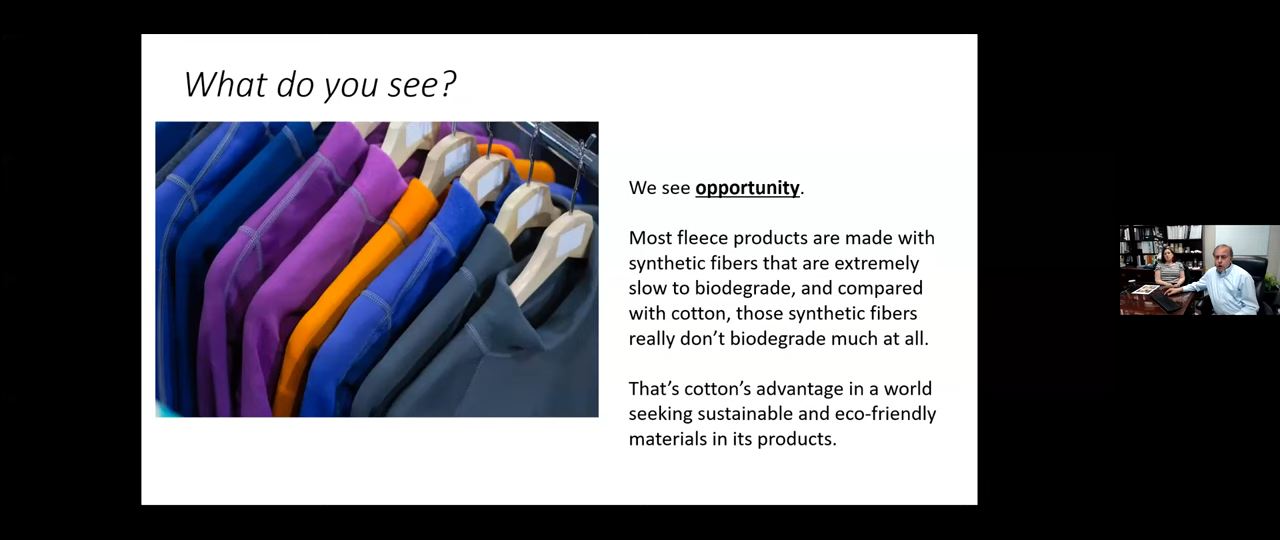 What do you see?
We see opportunity.
Most fleece products are made with
synthetic fibers that are extremely
slow to biodegrade, and compared
with cotton, those synthetic fibers
really don’t biodegrade much at all.
That’s cotton’s advantage in a world
seeking sustainable and eco-friendly
materials in its products.